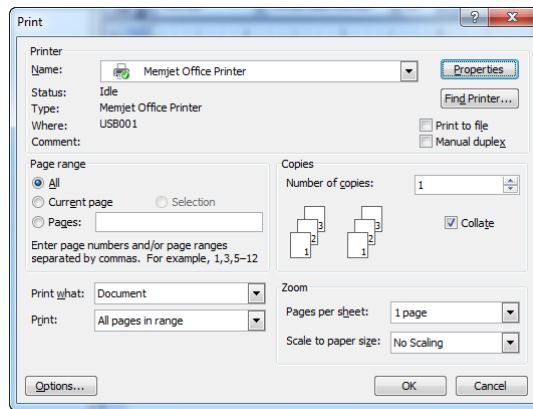 Print
Printer
Name: Memjet Office Printer Properties
Status: Idle
Type: Memjet Office Printer Find Printer...
Where: USB001 Print to file
Comment: Manual duplex
Page range
All
Current page Selection
Pages:
Enter page numbers and/or page ranges
separated by commas. For example, 1,3,5–12
Copies
Number of copies: 1
1 2 3 1 2 3
Collate
Print what: Document
Print: All pages in range
Zoom
Pages per sheet: 1 page
Scale to paper size: No Scaling
Options... OK Cancel